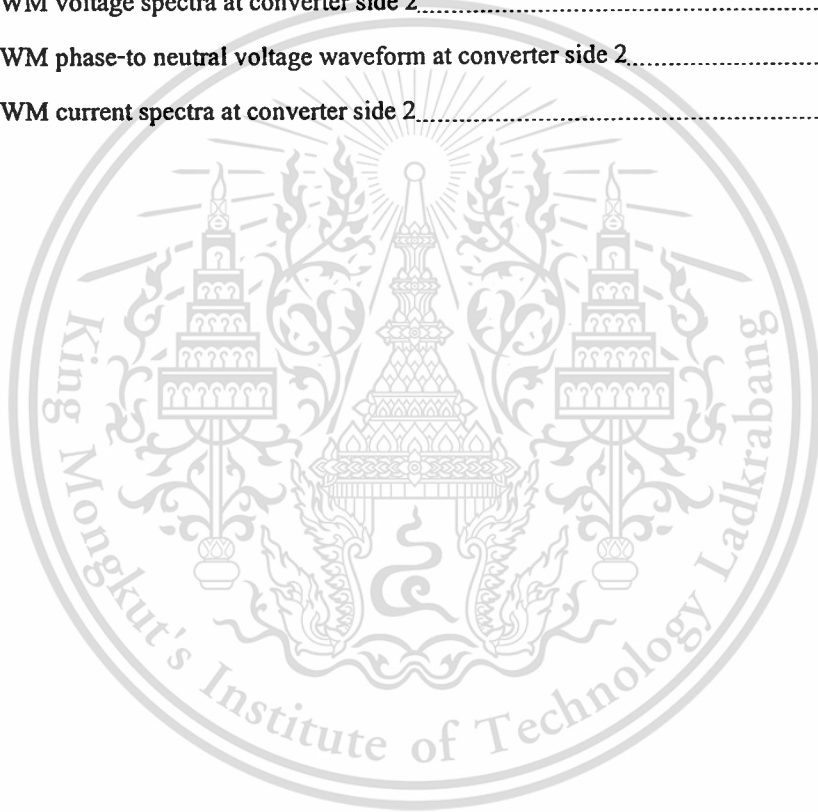 WM voltage spectra at converter side 2
WM phase-to neutral voltage waveform at converter side 2
WM current spectra at converter side 2
King Mongkut's Institute of Technology Ladkrabang